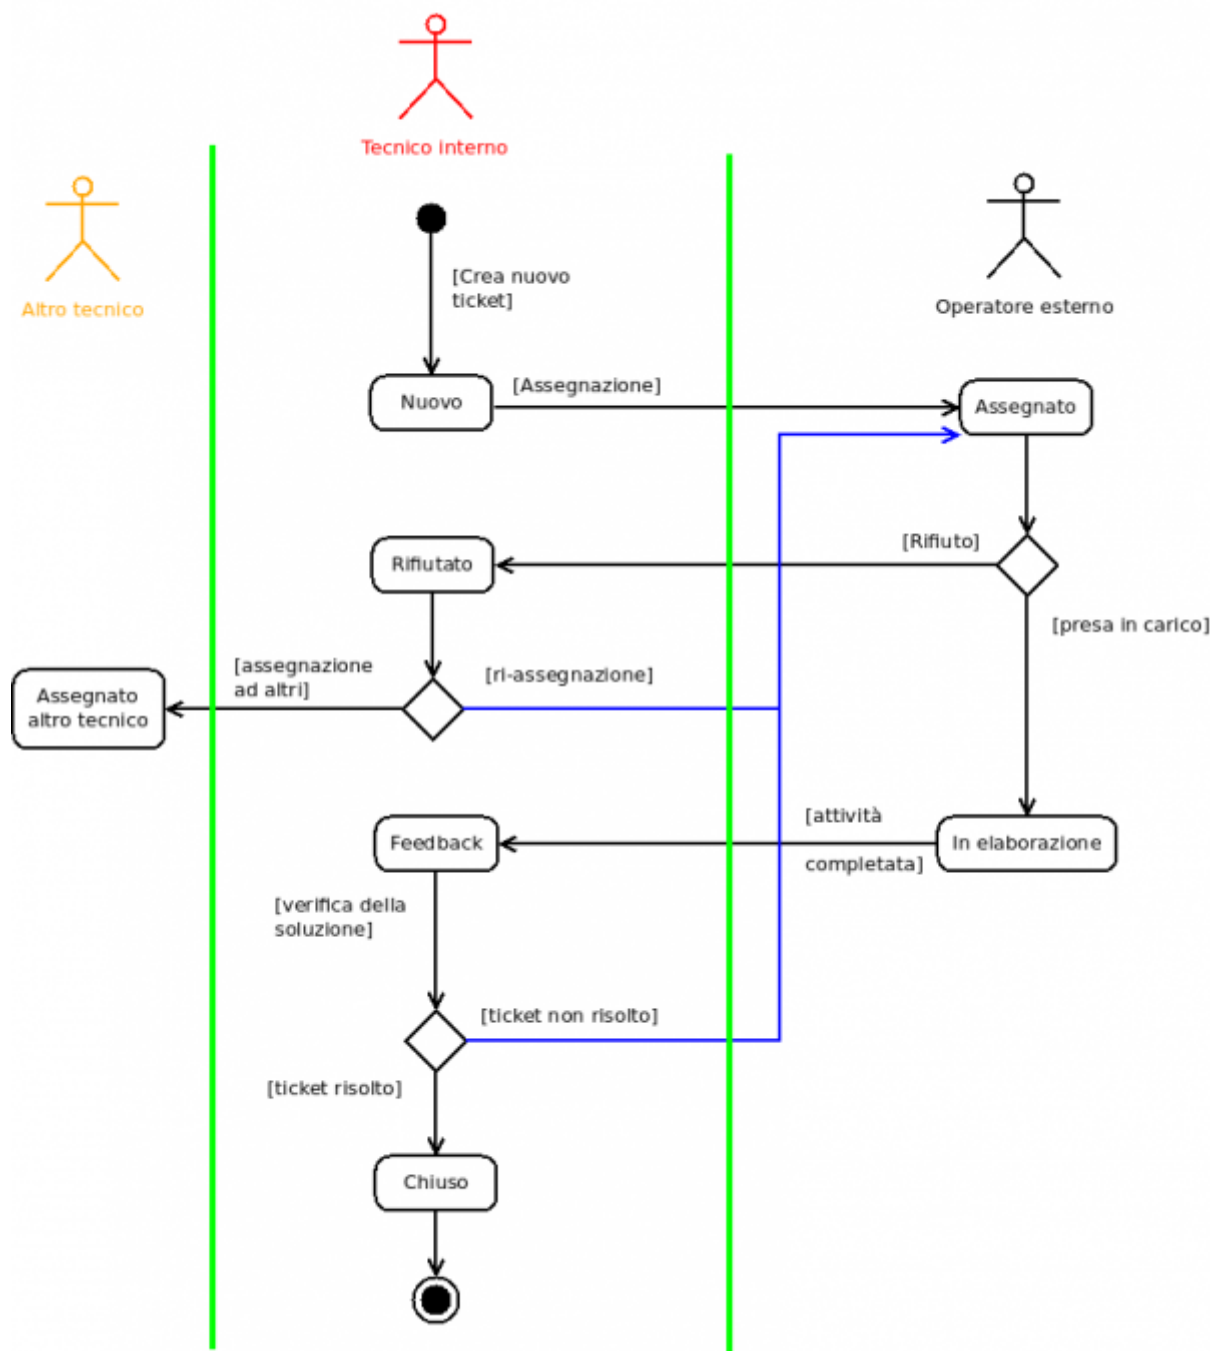 Tecnico interno
Altro tecnico
Operatore esterno
[Crea nuovo
ticket]
Nuovo
[Assegnazione]
Assegnato
[Rifiuto]
Rifiutato
[presa in carico]
[assegnazione
ad altri]
[ri-assegnazione]
Assegnato
altro tecnico
[attività
completata]
Feedback
In elaborazione
[verifica della
soluzione]
[ticket non risolto]
[ticket risolto]
Chiuso